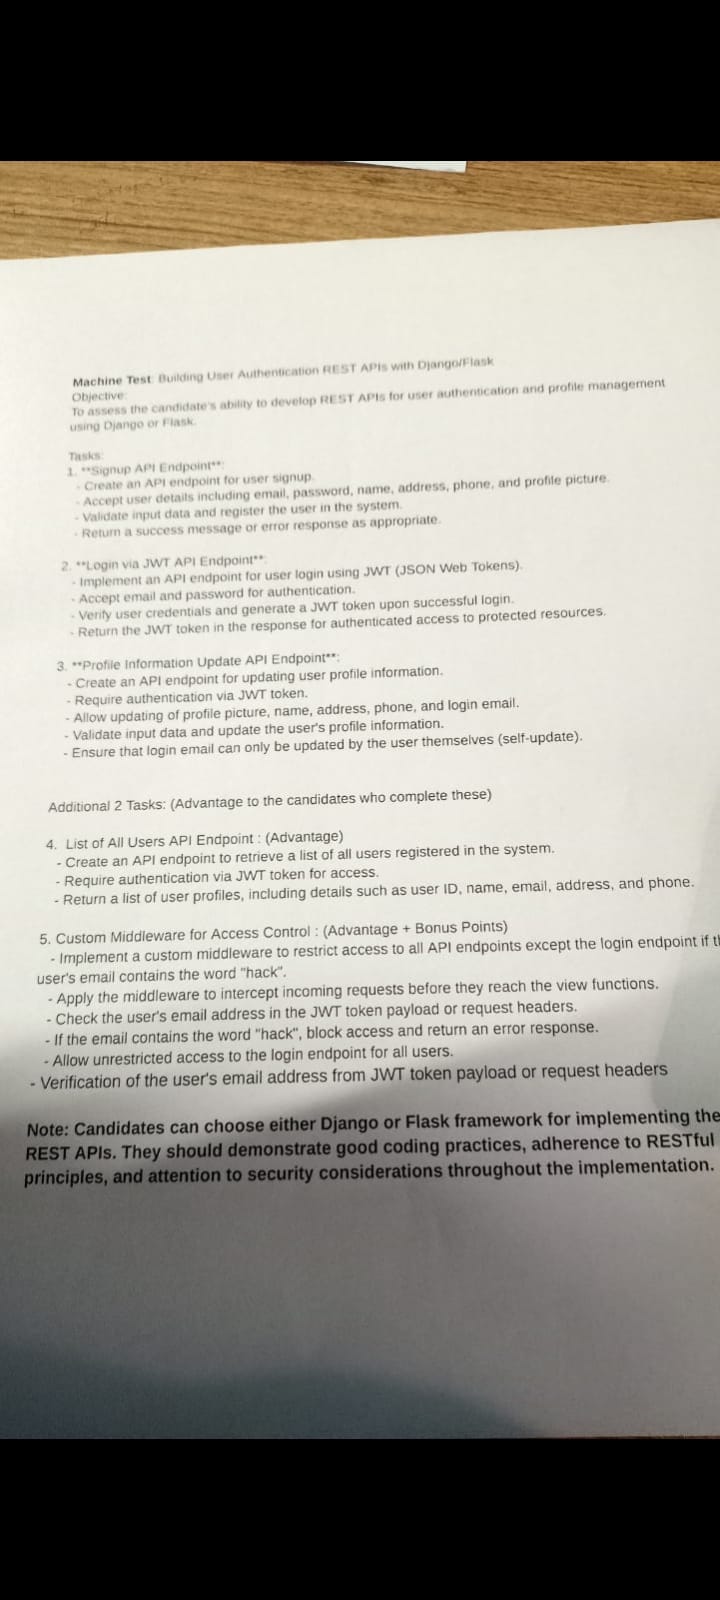 Machine Test: Building User Authentication REST APIs with Django/Flask
Objective:
To assess the candidate's ability to develop REST APIs for user authentication and profile management
using Django or Flask.
Tasks:
1. **Signup API Endpoint**:
- Create an API endpoint for user signup.
- Accept user details including email, password, name, address, phone, and profile picture.
- Validate input data and register the user in the system.
- Return a success message or error response as appropriate.
2. **Login via JWT API Endpoint**:
- Implement an API endpoint for user login using JWT (JSON Web Tokens).
- Accept email and password for authentication.
- Verify user credentials and generate a JWT token upon successful login.
- Return the JWT token in the response for authenticated access to protected resources.
3. **Profile Information Update API Endpoint**:
- Create an API endpoint for updating user profile information.
- Require authentication via JWT token.
- Allow updating of profile picture, name, address, phone, and login email.
- Validate input data and update the user's profile information.
- Ensure that login email can only be updated by the user themselves (self-update).
Additional 2 Tasks: (Advantage to the candidates who complete these)
4. List of All Users API Endpoint : (Advantage)
- Create an API endpoint to retrieve a list of all users registered in the system.
- Require authentication via JWT token for access.
- Return a list of user profiles, including details such as user ID, name, email, address, and phone.
5. Custom Middleware for Access Control : (Advantage + Bonus Points)
- Implement a custom middleware to restrict access to all API endpoints except the login endpoint if
user's email contains the word "hack".
- Apply the middleware to intercept incoming requests before they reach the view functions.
- Check the user's email address in the JWT token payload or request headers.
- If the email contains the word "hack", block access and return an error response.
- Allow unrestricted access to the login endpoint for all users.
- Verification of the user's email address from JWT token payload or request headers
Note: Candidates can choose either Django or Flask framework for implementing the
REST APIs. They should demonstrate good coding practices, adherence to RESTful
principles, and attention to security considerations throughout the implementation.